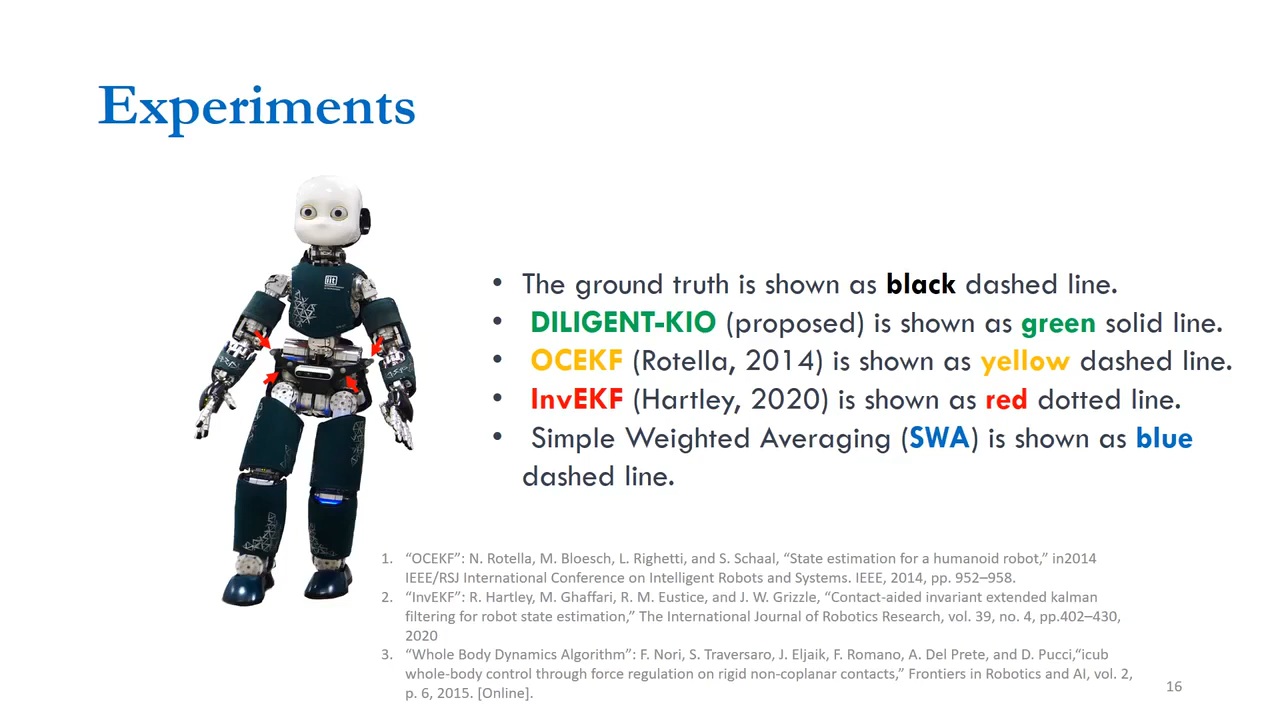 Experiments
iit
• The ground truth is shown as black dashed line.
• DILIGENT-KIO (proposed) is shown as green solid line.
• OCEKF (Rotella, 2014) is shown as yellow dashed line.
• InvEKF (Hartley, 2020) is shown as red dotted line.
• Simple Weighted Averaging (SWA) is shown as blue
dashed line.
1. “OCEKF”: N. Rotella, M. Bloesch, L. Righetti, and S. Schaal, “State estimation for a humanoid robot,” in2014
IEEE/RSJ International Conference on Intelligent Robots and Systems. IEEE, 2014, pp. 952–958.
2. “InvEKF”: R. Hartley, M. Ghaffari, R. M. Eustice, and J. W. Grizzle, “Contact-aided invariant extended kalman
filtering for robot state estimation,” The International Journal of Robotics Research, vol. 39, no. 4, pp.402–430,
2020
3. “Whole Body Dynamics Algorithm”: F. Nori, S. Traversaro, J. Eljaik, F. Romano, A. Del Prete, and D. Pucci,“icub
whole-body control through force regulation on rigid non-coplanar contacts,” Frontiers in Robotics and AI, vol. 2,
p. 6, 2015. [Online].
16